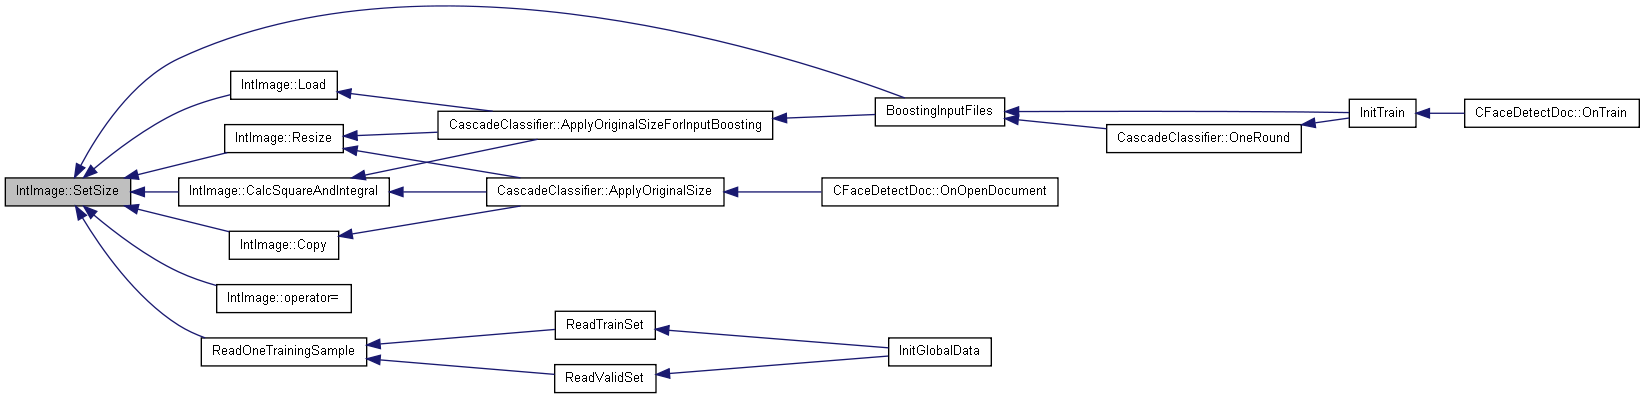 IntImage::SetSize
IntImage::Load
IntImage::Resize
IntImage::CalcSquareAndIntegral
IntImage::Copy
IntImage::operator=
ReadOneTrainingSample
CascadeClassifier::ApplyOriginalSizeForInputBoosting
CascadeClassifier::ApplyOriginalSize
ReadTrainSet
ReadValidSet
BoostingInputFiles
CFaceDetectDoc::OnOpenDocument
InitGlobalData
CascadeClassifier::OneRound
InitTrain
CFaceDetectDoc::OnTrain